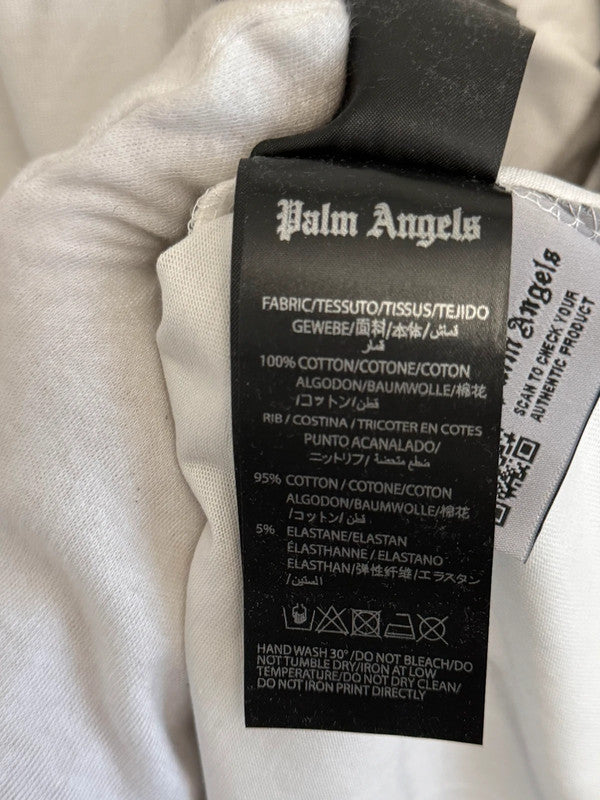 Palm Angels
FABRIC/TESSUTO/TISSUS/TEJIDO
GEWEBE/面料/本体/قماش/
قطر
100% COTTON/COTONE/COTON
ALGODON/BAUMWOLLE/棉花
/コットン/قطن/
RIB / COSTINA / TRICOTER EN COTES
PUNTO ACANALADO/
ニットリフ/مضلع
95% COTTON / COTONE/COTON
ALGODON/BAUMWOLLE/棉花
/コットン/قطن/
5% ELASTANE/ELASTAN
ÉLASTHANNE / ELASTANO
ELASTHAN/弹性纤维/エラスタン
/
HAND WASH 30°/DO NOT BLEACH/DO
NOT TUMBLE DRY/IRON AT LOW
TEMPERATURE/DO NOT DRY CLEAN/
DO NOT IRON PRINT DIRECTLY
Angels
SCAN TO CHECK YOUR
AUTHENTIC PRODUCT